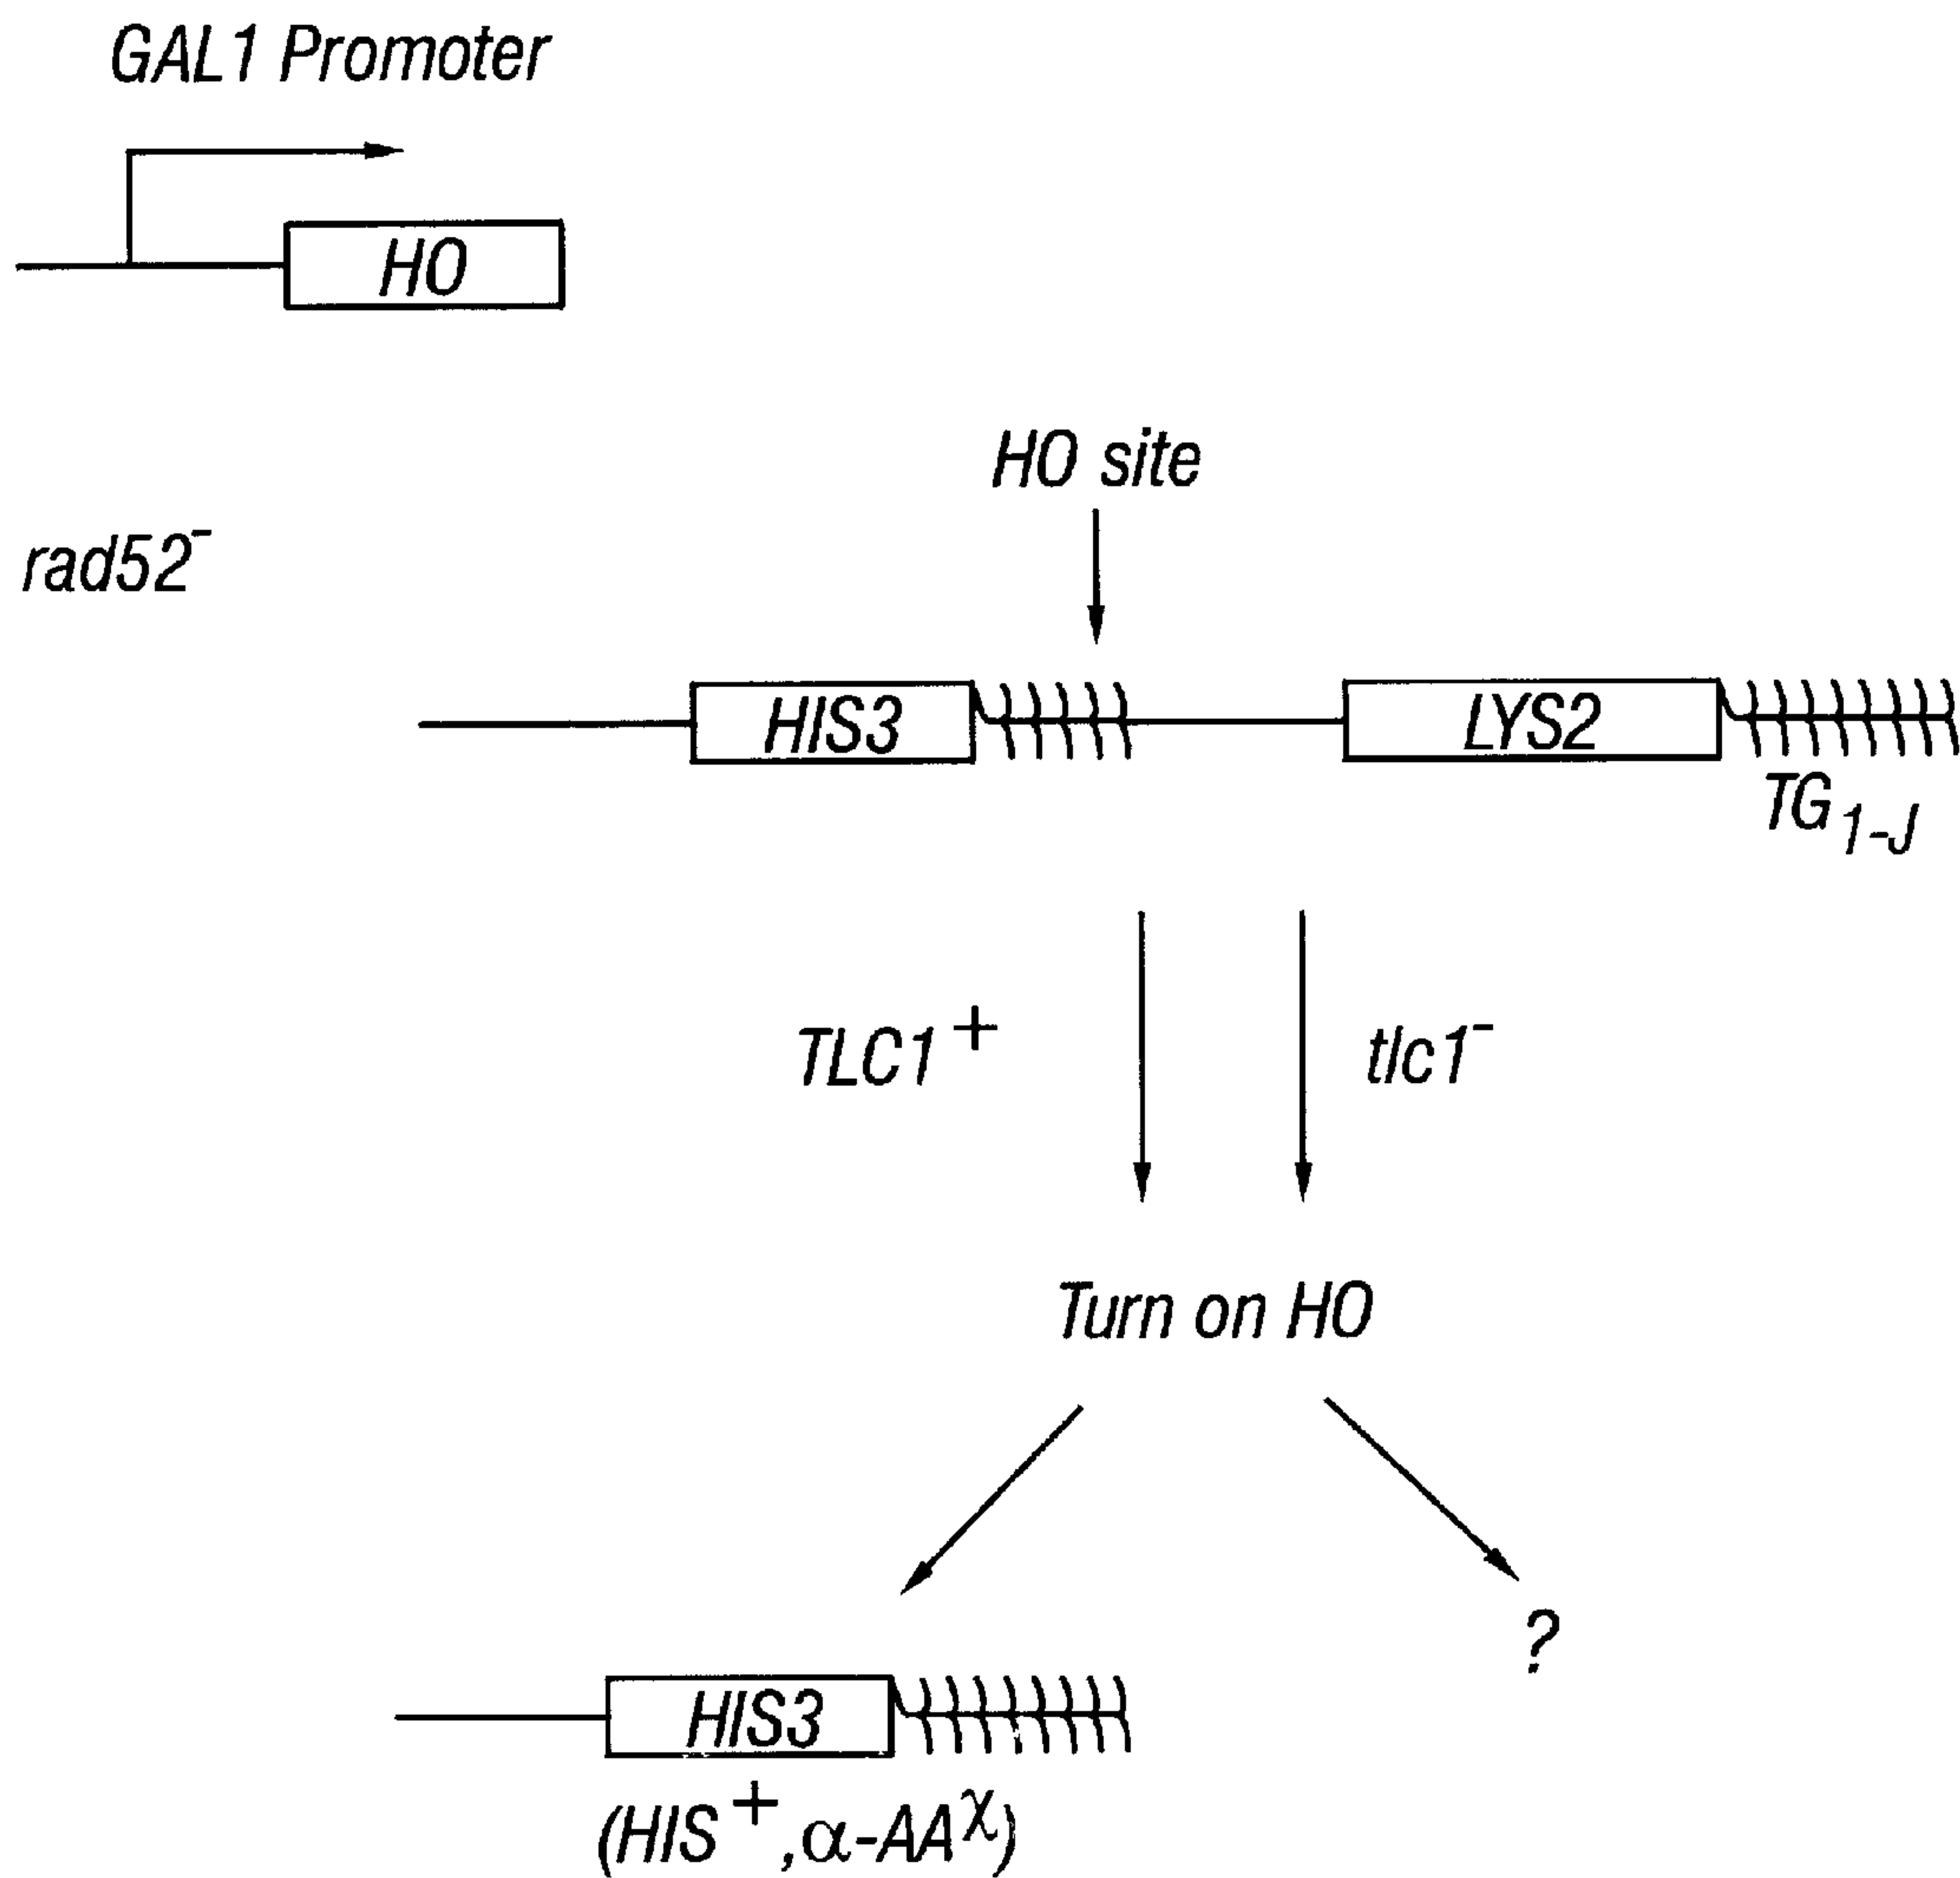 GAL1 Promoter
HO
HO site
rad52⁻
HIS3
LYS2
TG₁₋J
TLC1⁺
tlc1⁻
Turn on HO
?
HIS3
(HIS⁺, α-AA^χ)